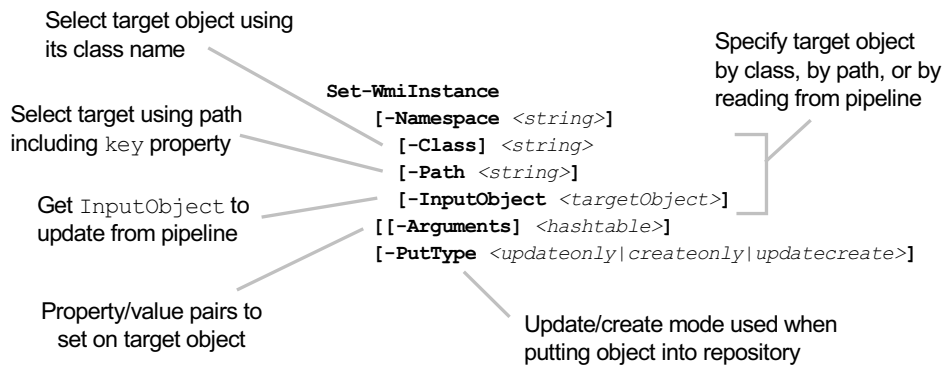 Select target object using
its class name
Specify target object
by class, by path, or by
reading from pipeline
Set-WmiInstance
[-Namespace <string>]
Select target using path
including key property
[-Class] <string>
[-Path <string>]
[-InputObject <targetObject>]
Get InputObject to
update from pipeline
[[-Arguments] <hashtable>]
[-PutType <updateonly|createonly|updatecreate>]
Property/value pairs to
set on target object
Update/create mode used when
putting object into repository